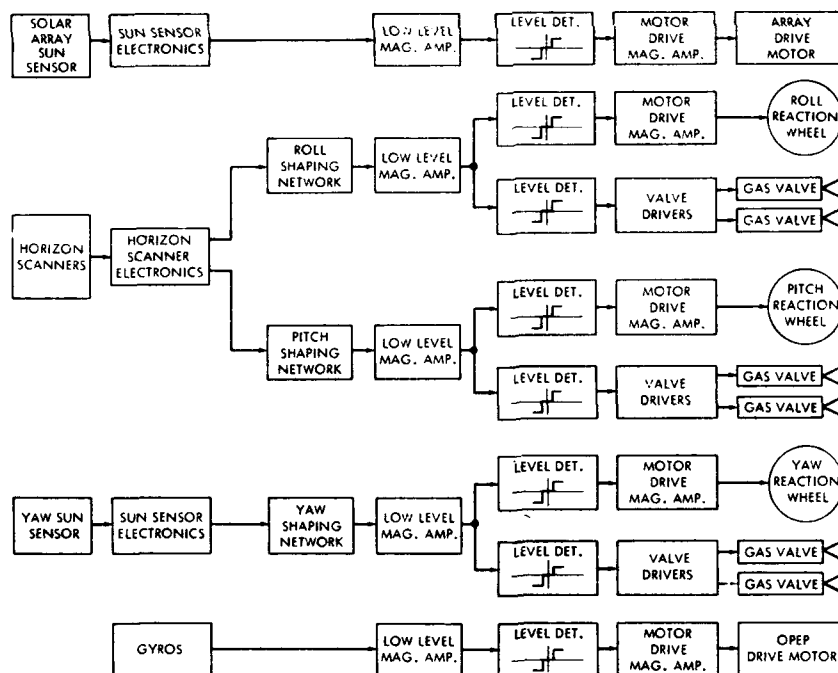 SOLAR
ARRAY
SUN
SENSOR
SUN SENSOR
ELECTRONICS
LOW LEVEL
MAG. AMP.
LEVEL DET.
MOTOR
DRIVE
MAG. AMP.
ARRAY
DRIVE
MOTOR
HORIZON
SCANNERS
HORIZON
SCANNER
ELECTRONICS
ROLL
SHAPING
NETWORK
LOW LEVEL
MAG. AMP.
LEVEL DET.
MOTOR
DRIVE
MAG. AMP.
ROLL
REACTION
WHEEL
LEVEL DET.
VALVE
DRIVERS
GAS VALVE
GAS VALVE
PITCH
SHAPING
NETWORK
LOW LEVEL
MAG. AMP.
LEVEL DET.
MOTOR
DRIVE
MAG. AMP.
PITCH
REACTION
WHEEL
LEVEL DET.
VALVE
DRIVERS
GAS VALVE
GAS VALVE
YAW SUN
SENSOR
SUN SENSOR
ELECTRONICS
YAW
SHAPING
NETWORK
LOW LEVEL
MAG. AMP.
LEVEL DET.
MOTOR
DRIVE
MAG. AMP.
YAW
REACTION
WHEEL
LEVEL DET.
VALVE
DRIVERS
GAS VALVE
GAS VALVE
GYROS
LOW LEVEL
MAG. AMP.
LEVEL DET.
MOTOR
DRIVE
MAG. AMP.
OPEP
DRIVE MOTOR